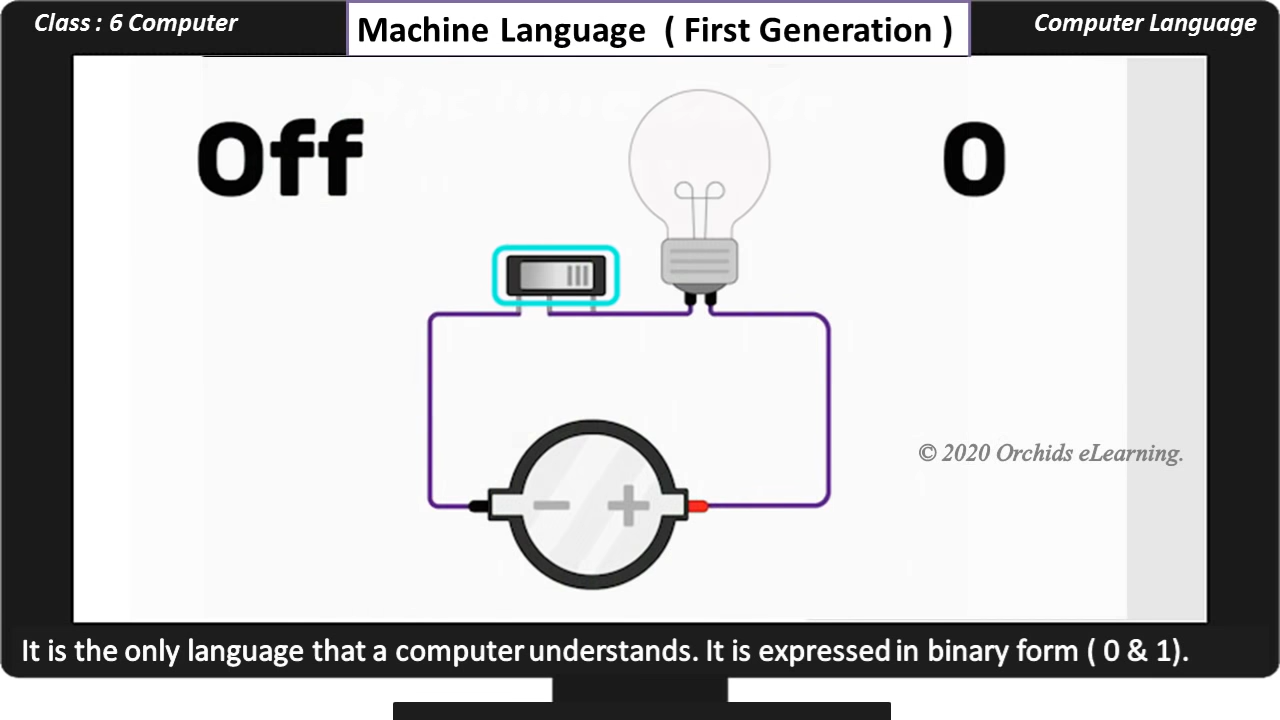 Class : 6 Computer
Machine Language ( First Generation )
Computer Language
Off
0
© 2020 Orchids eLearning.
It is the only language that a computer understands. It is expressed in binary form ( 0 & 1).